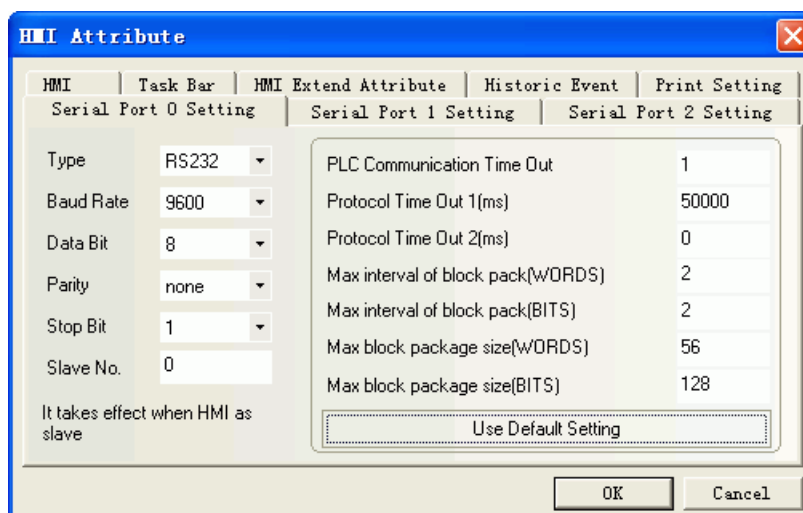 HMI Attribute
HMI
Task Bar
HMI Extend Attribute
Historic Event
Print Setting
Serial Port 0 Setting
Serial Port 1 Setting
Serial Port 2 Setting
Type RS232
Baud Rate 9600
Data Bit 8
Parity none
Stop Bit 1
Slave No. 0
It takes effect when HMI as
slave
PLC Communication Time Out 1
Protocol Time Out 1(ms) 50000
Protocol Time Out 2(ms) 0
Max interval of block pack(WORDS) 2
Max interval of block pack(BITS) 2
Max block package size(WORDS) 56
Max block package size(BITS) 128
Use Default Setting
OK
Cancel